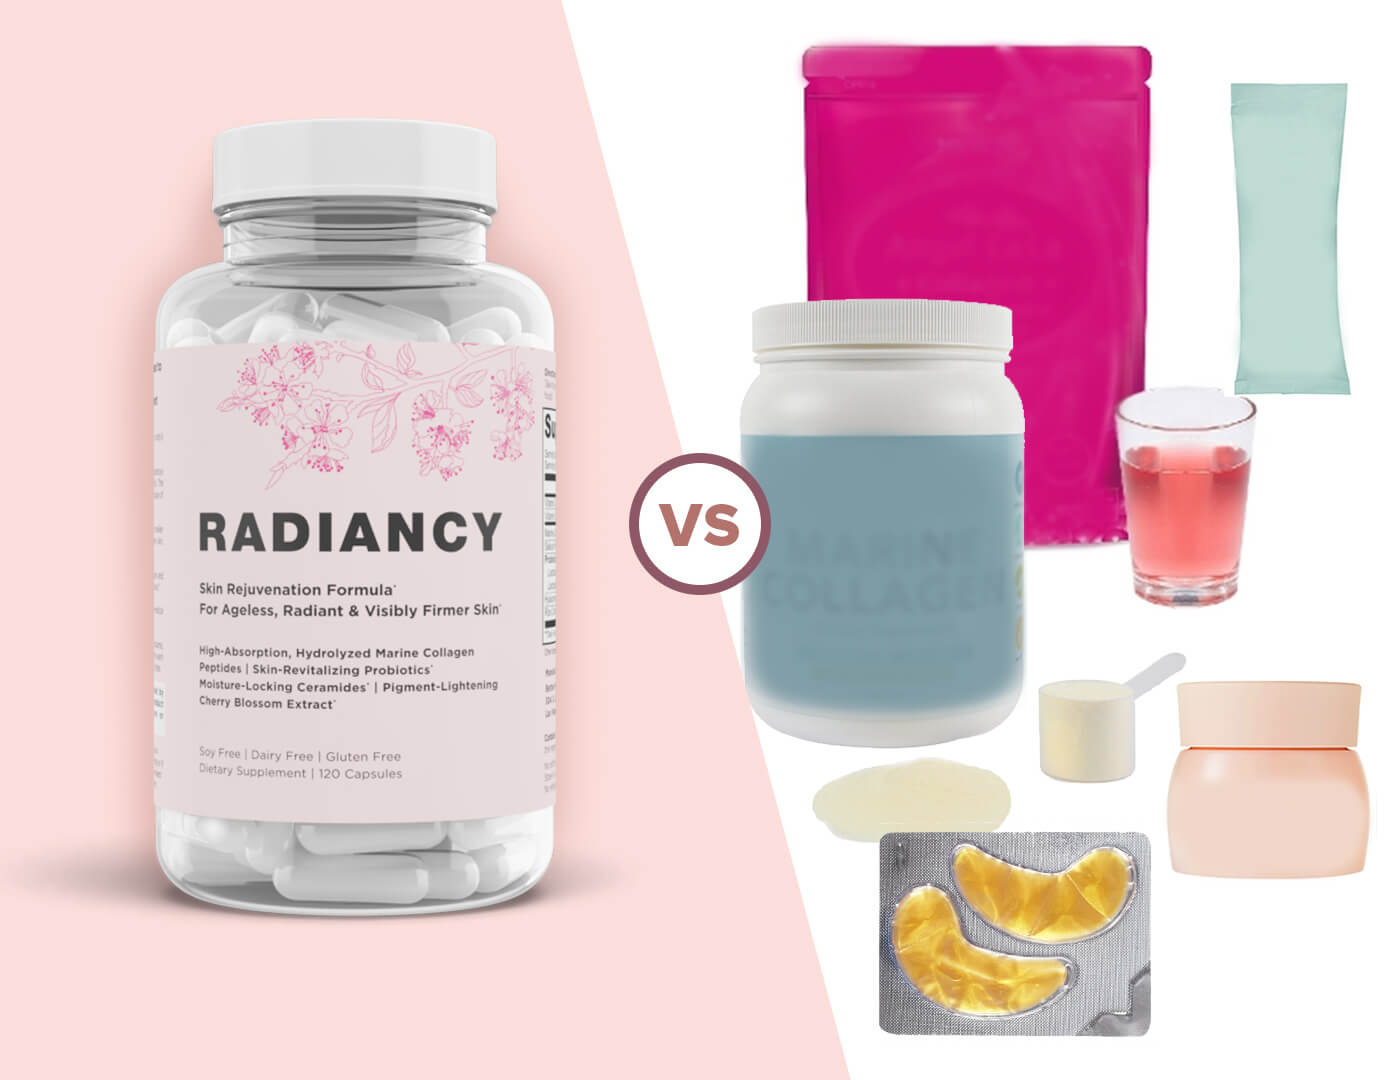 RADIANCY
Skin Rejuvenation Formula*
For Ageless, Radiant & Visibly Firmer Skin*
High-Absorption, Hydrolyzed Marine Collagen
Peptides | Skin-Revitalizing Probiotics*
Moisture-Locking Ceramides* | Pigment-Lightening
Cherry Blossom Extract*
Soy Free | Dairy Free | Gluten Free
Dietary Supplement | 120 Capsules
VS
MARINE
COLLAGEN